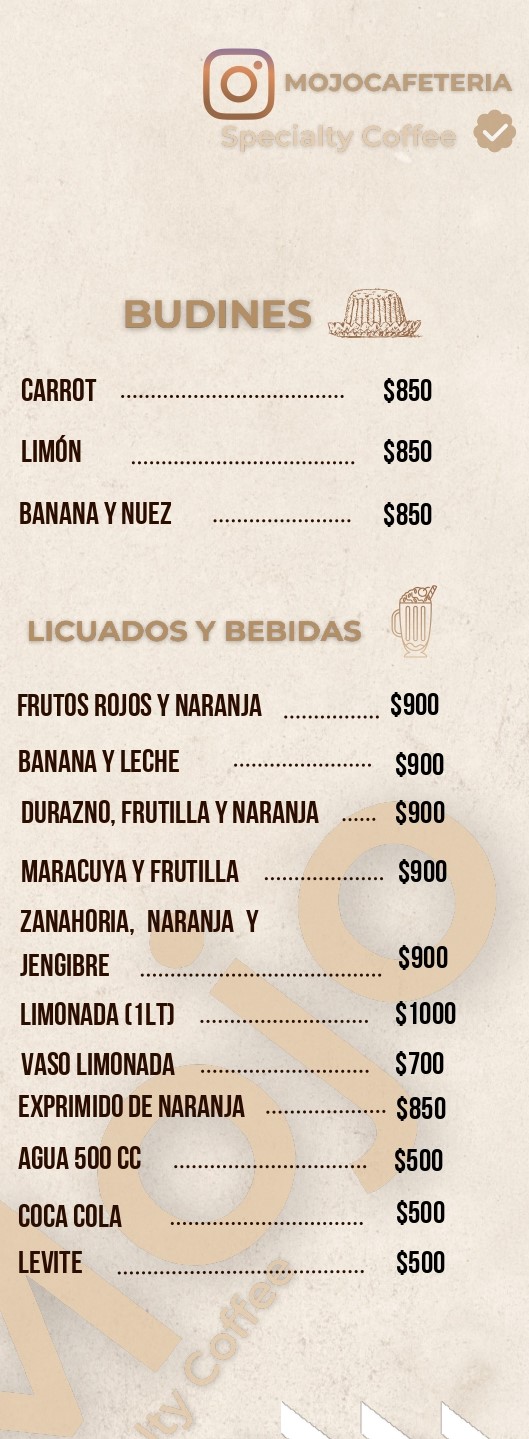 MOJOCAFETERIA
Specialty Coffee
BUDINES
CARROT ........ $850
LIMÓN ........ $850
BANANA Y NUEZ ........ $850
LICUADOS Y BEBIDAS
FRUTOS ROJOS Y NARANJA ........ $900
BANANA Y LECHE ........ $900
DURAZNO, FRUTILLA Y NARANJA ...... $900
MARACUYA Y FRUTILLA ........ $900
ZANAHORIA, NARANJA Y
JENGIBRE ........ $900
LIMONADA (1LT) ........ $1000
VASO LIMONADA ........ $700
EXPRIMIDO DE NARANJA ........ $850
AGUA 500 CC ........ $500
COCA COLA ........ $500
LEVITE ........ $500
Mojo
lty Coffee